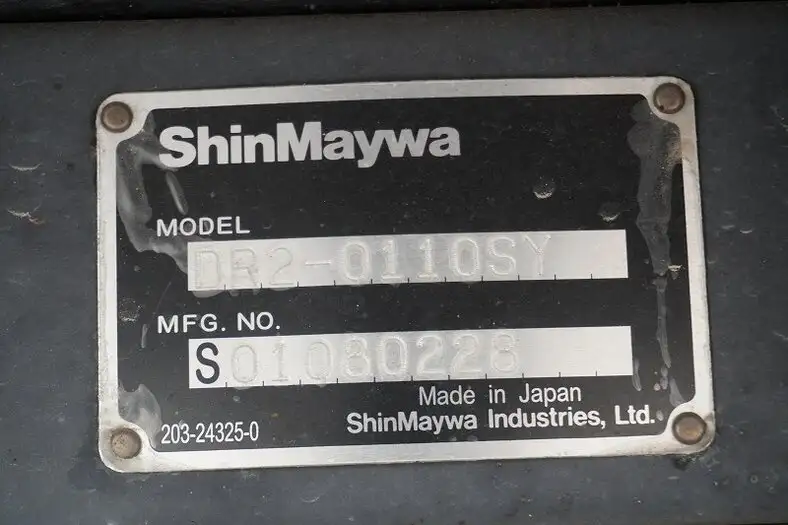 ShinMaywa
MODEL
DR2-0110SY
MFG. NO.
S01080228
Made in Japan
203-24325-0
ShinMaywa Industries, Ltd.